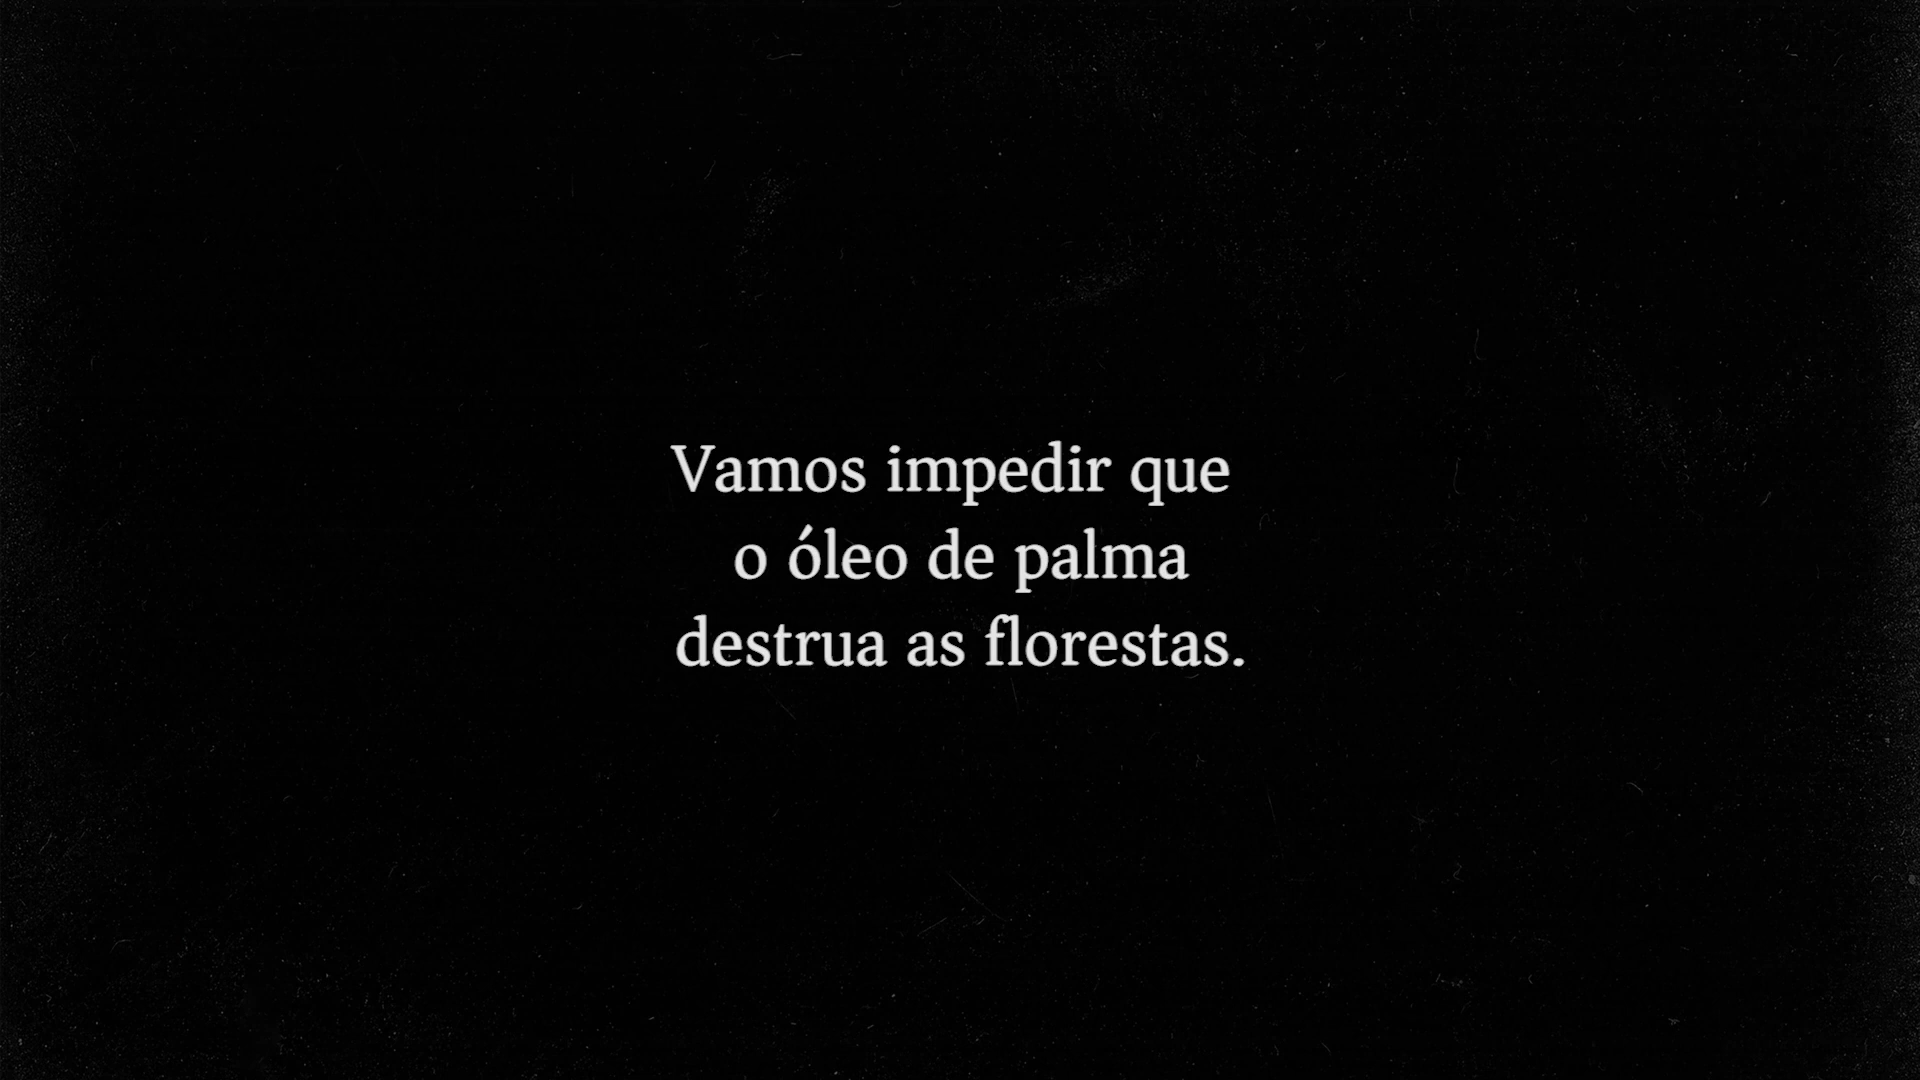 Vamos impedir que
o óleo de palma
destrua as florestas.